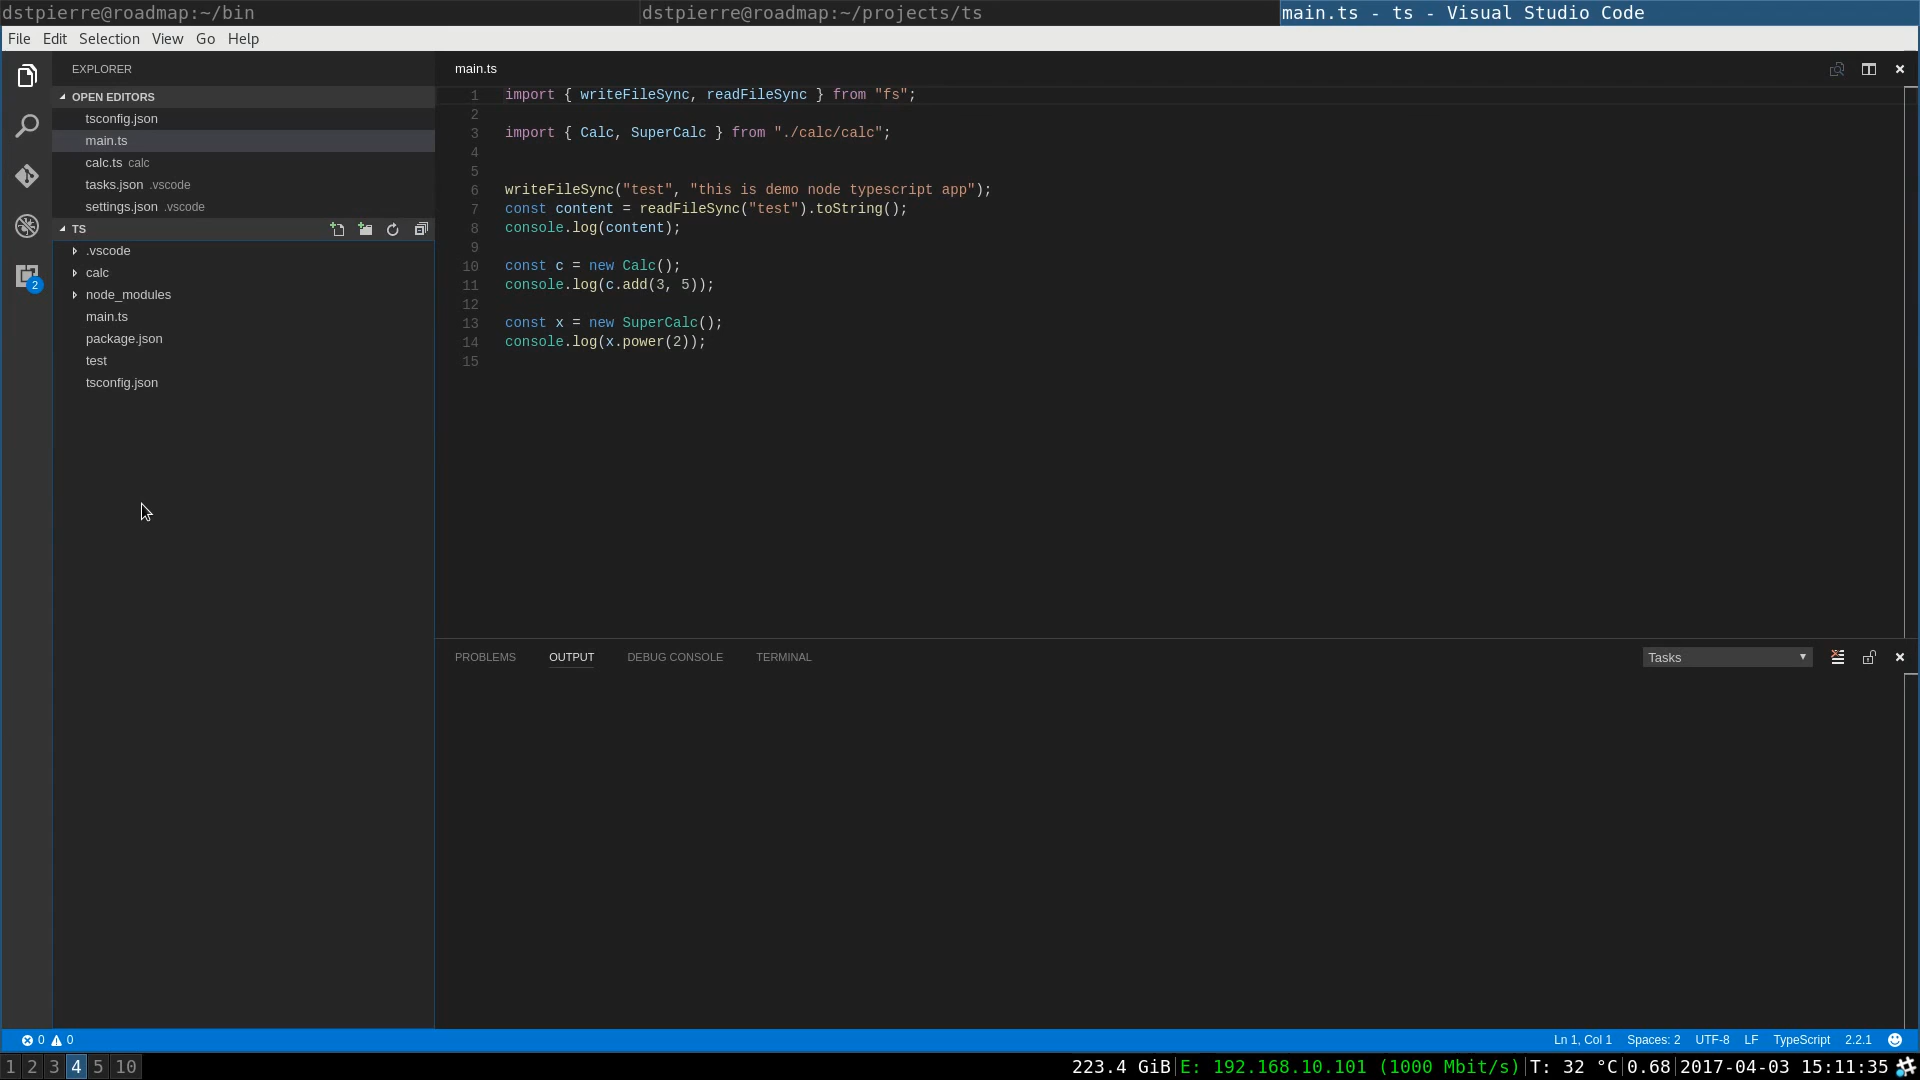 dstpierre@roadmap:~/bin
dstpierre@roadmap:~/projects/ts
main.ts - ts - Visual Studio Code
File Edit Selection View Go Help
EXPLORER
OPEN EDITORS
tsconfig.json
main.ts
calc.ts calc
tasks.json .vscode
settings.json .vscode
TS
.vscode
calc
node_modules
main.ts
package.json
test
tsconfig.json
2
main.ts
1 import { writeFileSync, readFileSync } from "fs";
2
3 import { Calc, SuperCalc } from "./calc/calc";
4
5
6 writeFileSync("test", "this is demo node typescript app");
7 const content = readFileSync("test").toString();
8 console.log(content);
9
10 const c = new Calc();
11 console.log(c.add(3, 5));
12
13 const x = new SuperCalc();
14 console.log(x.power(2));
15
PROBLEMS OUTPUT DEBUG CONSOLE TERMINAL
Tasks
0 0
Ln 1, Col 1 Spaces: 2 UTF-8 LF TypeScript 2.2.1
1 2 3 4 5 10
223.4 GiB|E: 192.168.10.101 (1000 Mbit/s)|T: 32 °C|0.68|2017-04-03 15:11:35